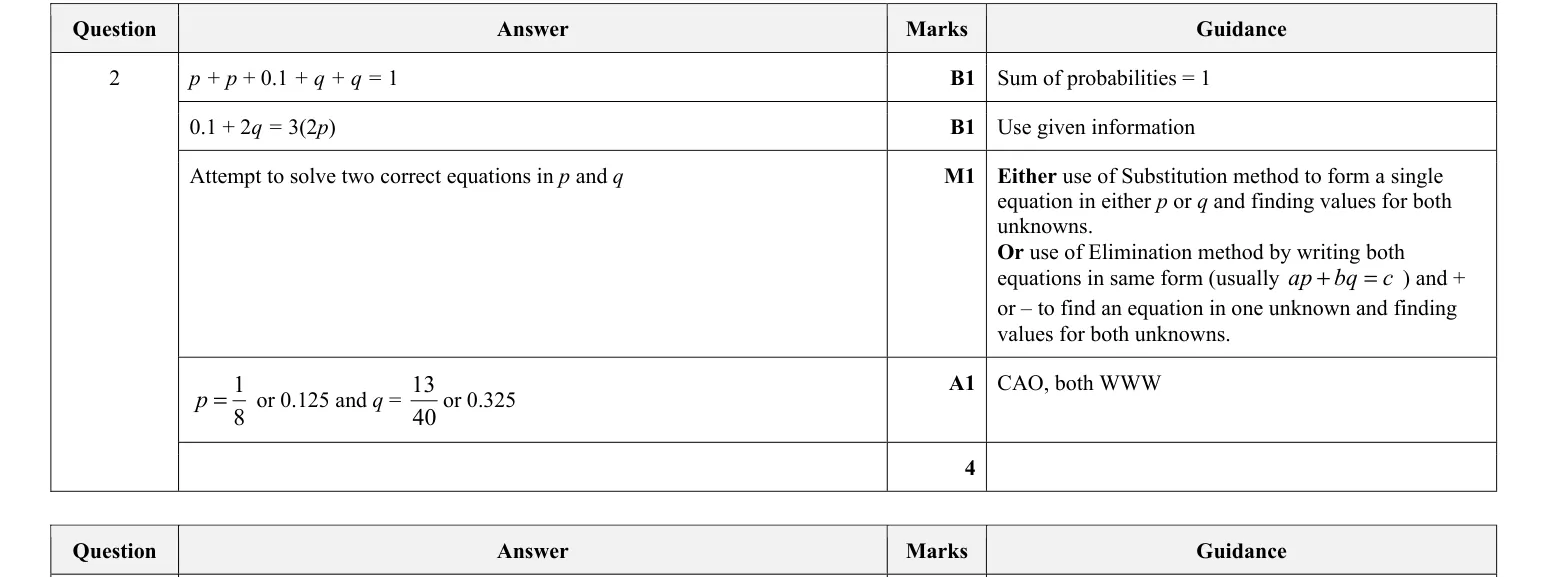 Question Answer Marks Guidance
2 p + p + 0.1 + q + q = 1 B1 Sum of probabilities = 1
0.1 + 2q = 3(2p) B1 Use given information
Attempt to solve two correct equations in p and q M1 Either use of Substitution method to form a single
equation in either p or q and finding values for both
unknowns.
Or use of Elimination method by writing both
equations in same form (usually ap + bq = c ) and +
or – to find an equation in one unknown and finding
values for both unknowns.
p = 1/8 or 0.125 and q = 13/40 or 0.325 A1 CAO, both WWW
4
Question Answer Marks Guidance